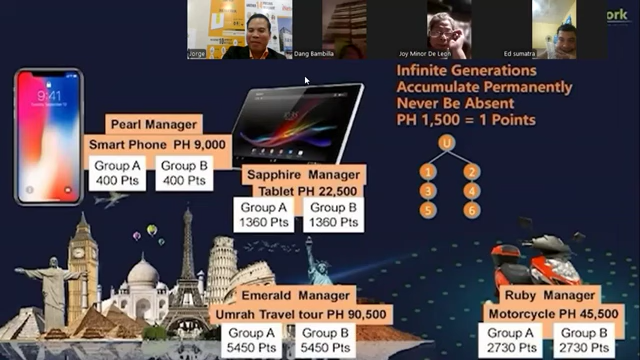 ork
Jorge
Dang Bambilla
Joy Minor De Leon
Ed sumatra
Infinite Generations
Accumulate Permanently
Never Be Absent
PH 1,500 = 1 Points
9:41
Pearl Manager
Smart Phone PH 9,000
Group A
400 Pts
Group B
400 Pts
Sapphire Manager
Tablet PH 22,500
Group A
1360 Pts
Group B
1360 Pts
U
1
2
3
4
5
6
Emerald Manager
Umrah Travel tour PH 90,500
Group A
5450 Pts
Group B
5450 Pts
Ruby Manager
Motorcycle PH 45,500
Group A
2730 Pts
Group B
2730 Pts